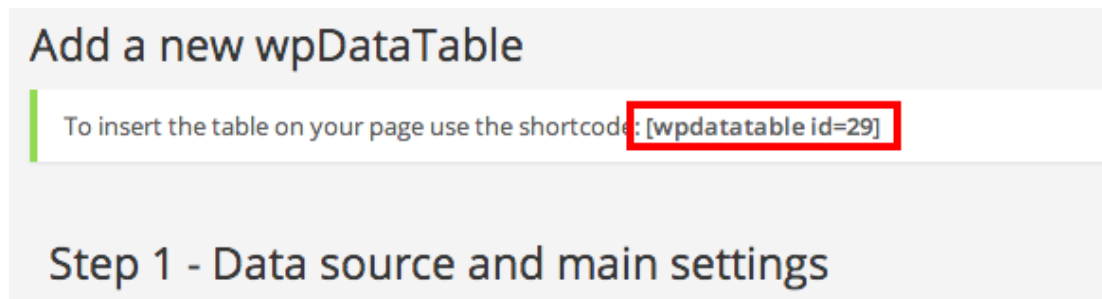 Add a new wpDataTable
To insert the table on your page use the shortcode: [wpdatatable id=29]
Step 1 - Data source and main settings